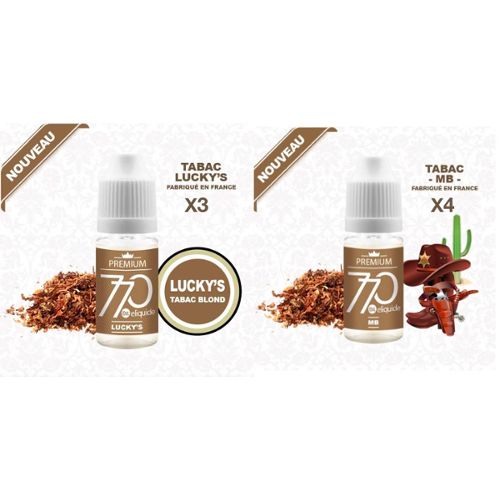 NOUVEAU
TABAC
LUCKY'S
FABRIQUÉ EN FRANCE
X3
PREMIUM
770
eliquide
LUCKY'S
LUCKY'S
TABAC BLOND
NOUVEAU
TABAC
- MB -
FABRIQUÉ EN FRANCE
X4
PREMIUM
770
eliquide
MB